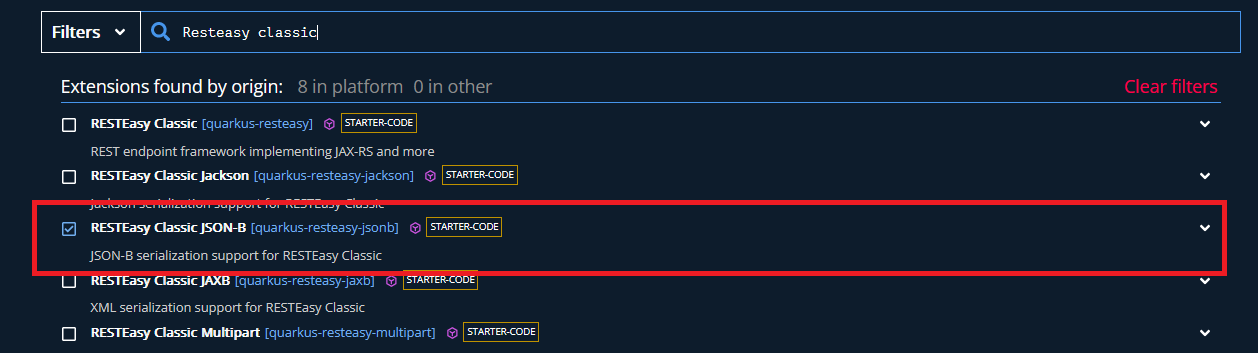 Filters Resteasy classic
Extensions found by origin: 8 in platform 0 in other Clear filters
RESTEasy Classic [quarkus-resteasy] STARTER-CODE
REST endpoint framework implementing JAX-RS and more
RESTEasy Classic Jackson [quarkus-resteasy-jackson] STARTER-CODE
Jackson serialization support for RESTEasy Classic
RESTEasy Classic JSON-B [quarkus-resteasy-jsonb] STARTER-CODE
JSON-B serialization support for RESTEasy Classic
RESTEasy Classic JAXB [quarkus-resteasy-jaxb] STARTER-CODE
XML serialization support for RESTEasy Classic
RESTEasy Classic Multipart [quarkus-resteasy-multipart] STARTER-CODE